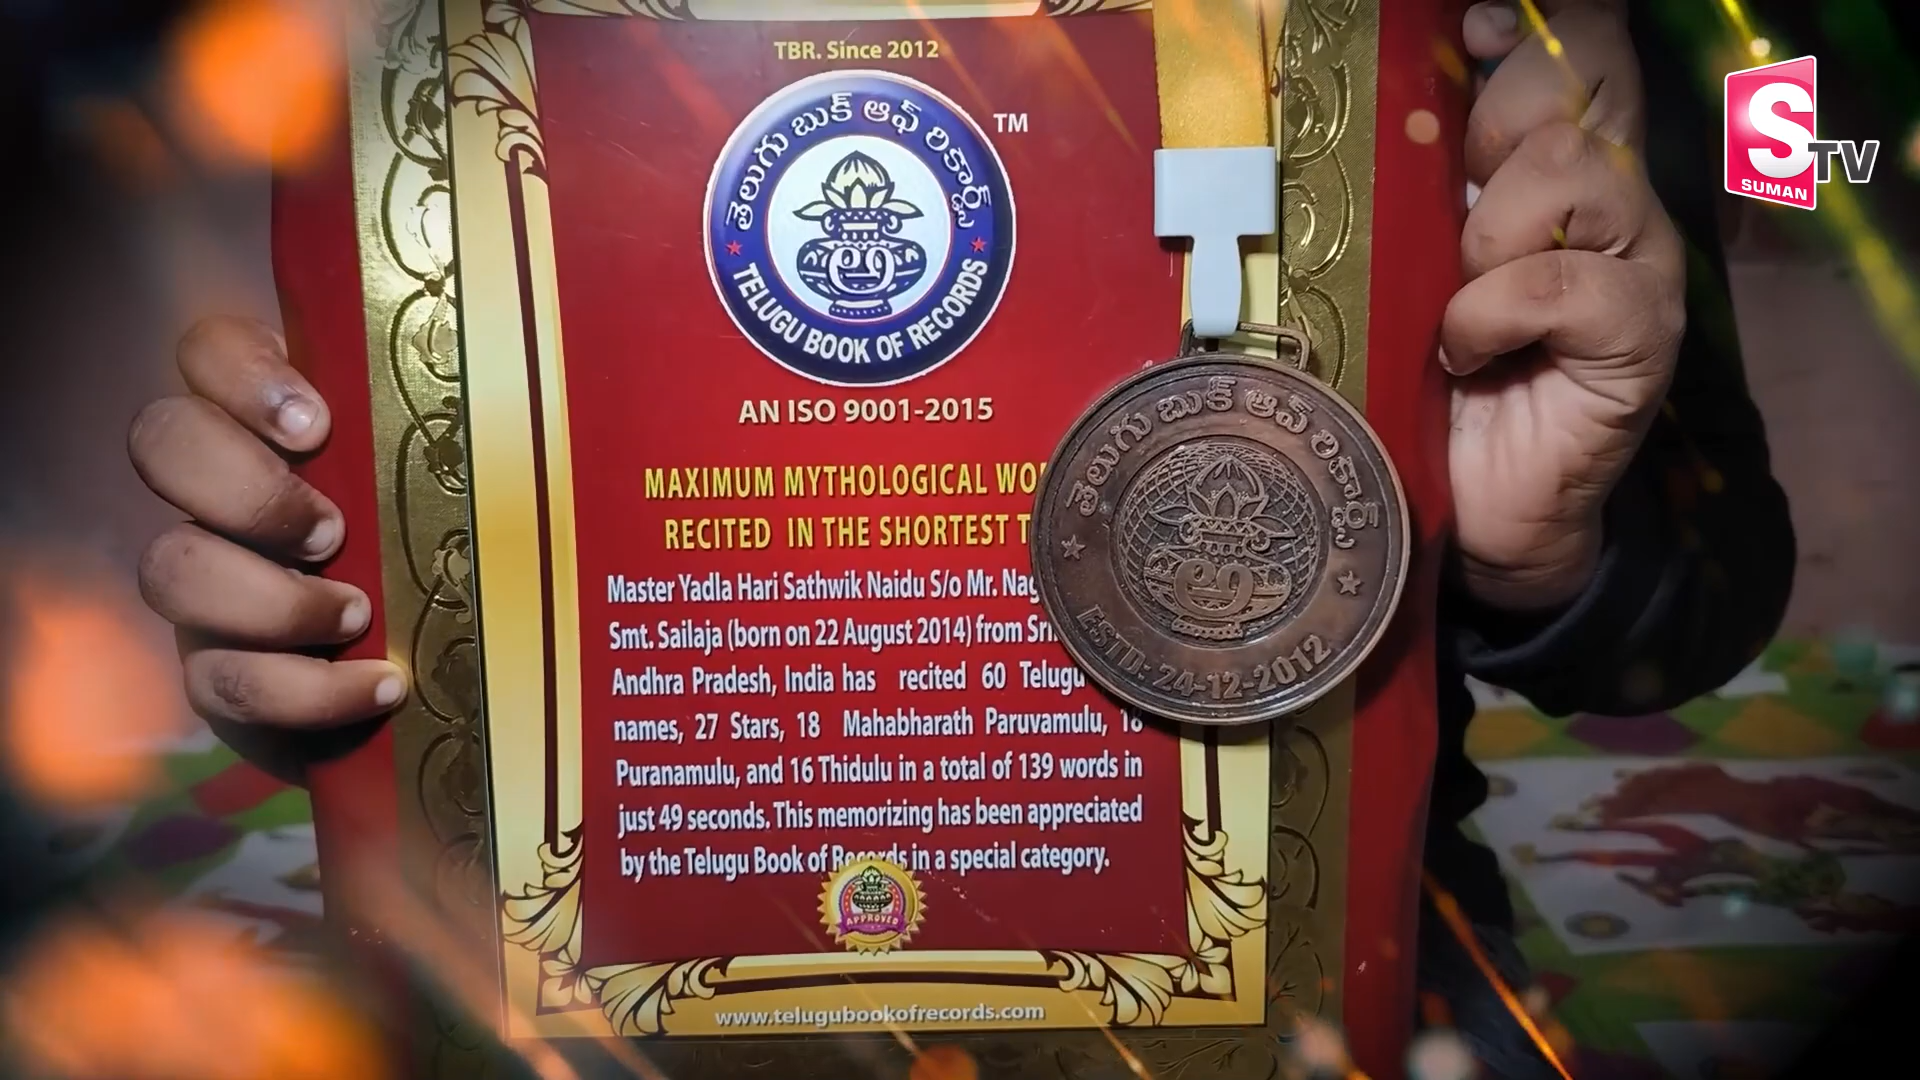 TBR. Since 2012
తెలుగు బుక్ ఆఫ్ రికార్డ్స్
TM
TELUGU BOOK OF RECORDS
AN ISO 9001-2015
MAXIMUM MYTHOLOGICAL
RECITED IN THE SHORTEST
Master Yadla Hari Sathwik Naidu S/o Mr.
Smt. Sailaja (born on 22 August 2014) from
Andhra Pradesh, India has recited 60 Telugu
names, 27 Stars, 18 Mahabharath Paruvamulu, 18
Puranamulu, and 16 Thidulu in a total of 139 words in
just 49 seconds. This memorizing has been appreciated
by the Telugu Book of Records in a special category.
APPROVED
www.telugubookofrecords.com
తెలుగు బుక్ ఆఫ్ రికార్డ్స్
ESTD: 24-12-2012
S TV
SUMAN